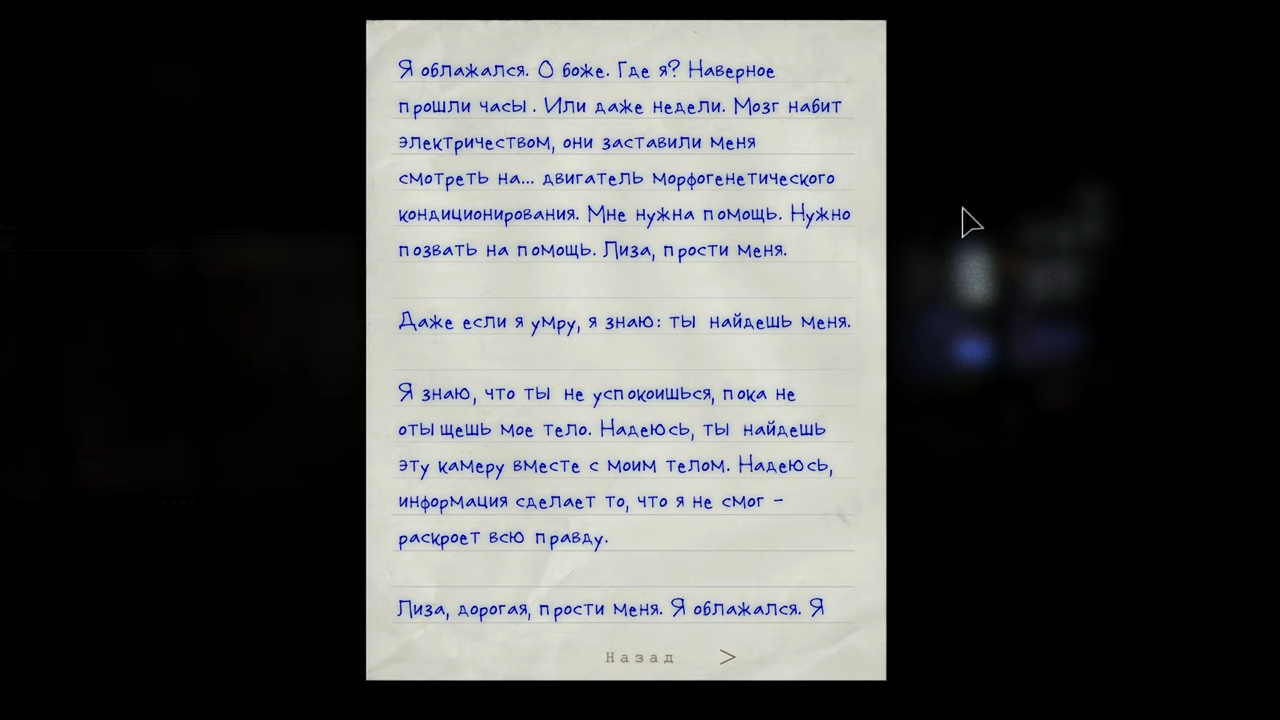 Я облажался. О боже. Где я? Наверное
прошли часы. Или даже недели. Мозг набит
электричеством, они заставили меня
смотреть на... двигатель морфогенетического
кондиционирования. Мне нужна помощь. Нужно
позвать на помощь. Лиза, прости меня.
Даже если я умру, я знаю: ты найдешь меня.
Я знаю, что ты не успокоишься, пока не
отыщешь мое тело. Надеюсь, ты найдешь
эту камеру вместе с моим телом. Надеюсь,
информация сделает то, что я не смог -
раскроет всю правду.
Лиза, дорогая, прости меня. Я облажался. Я
Назад >